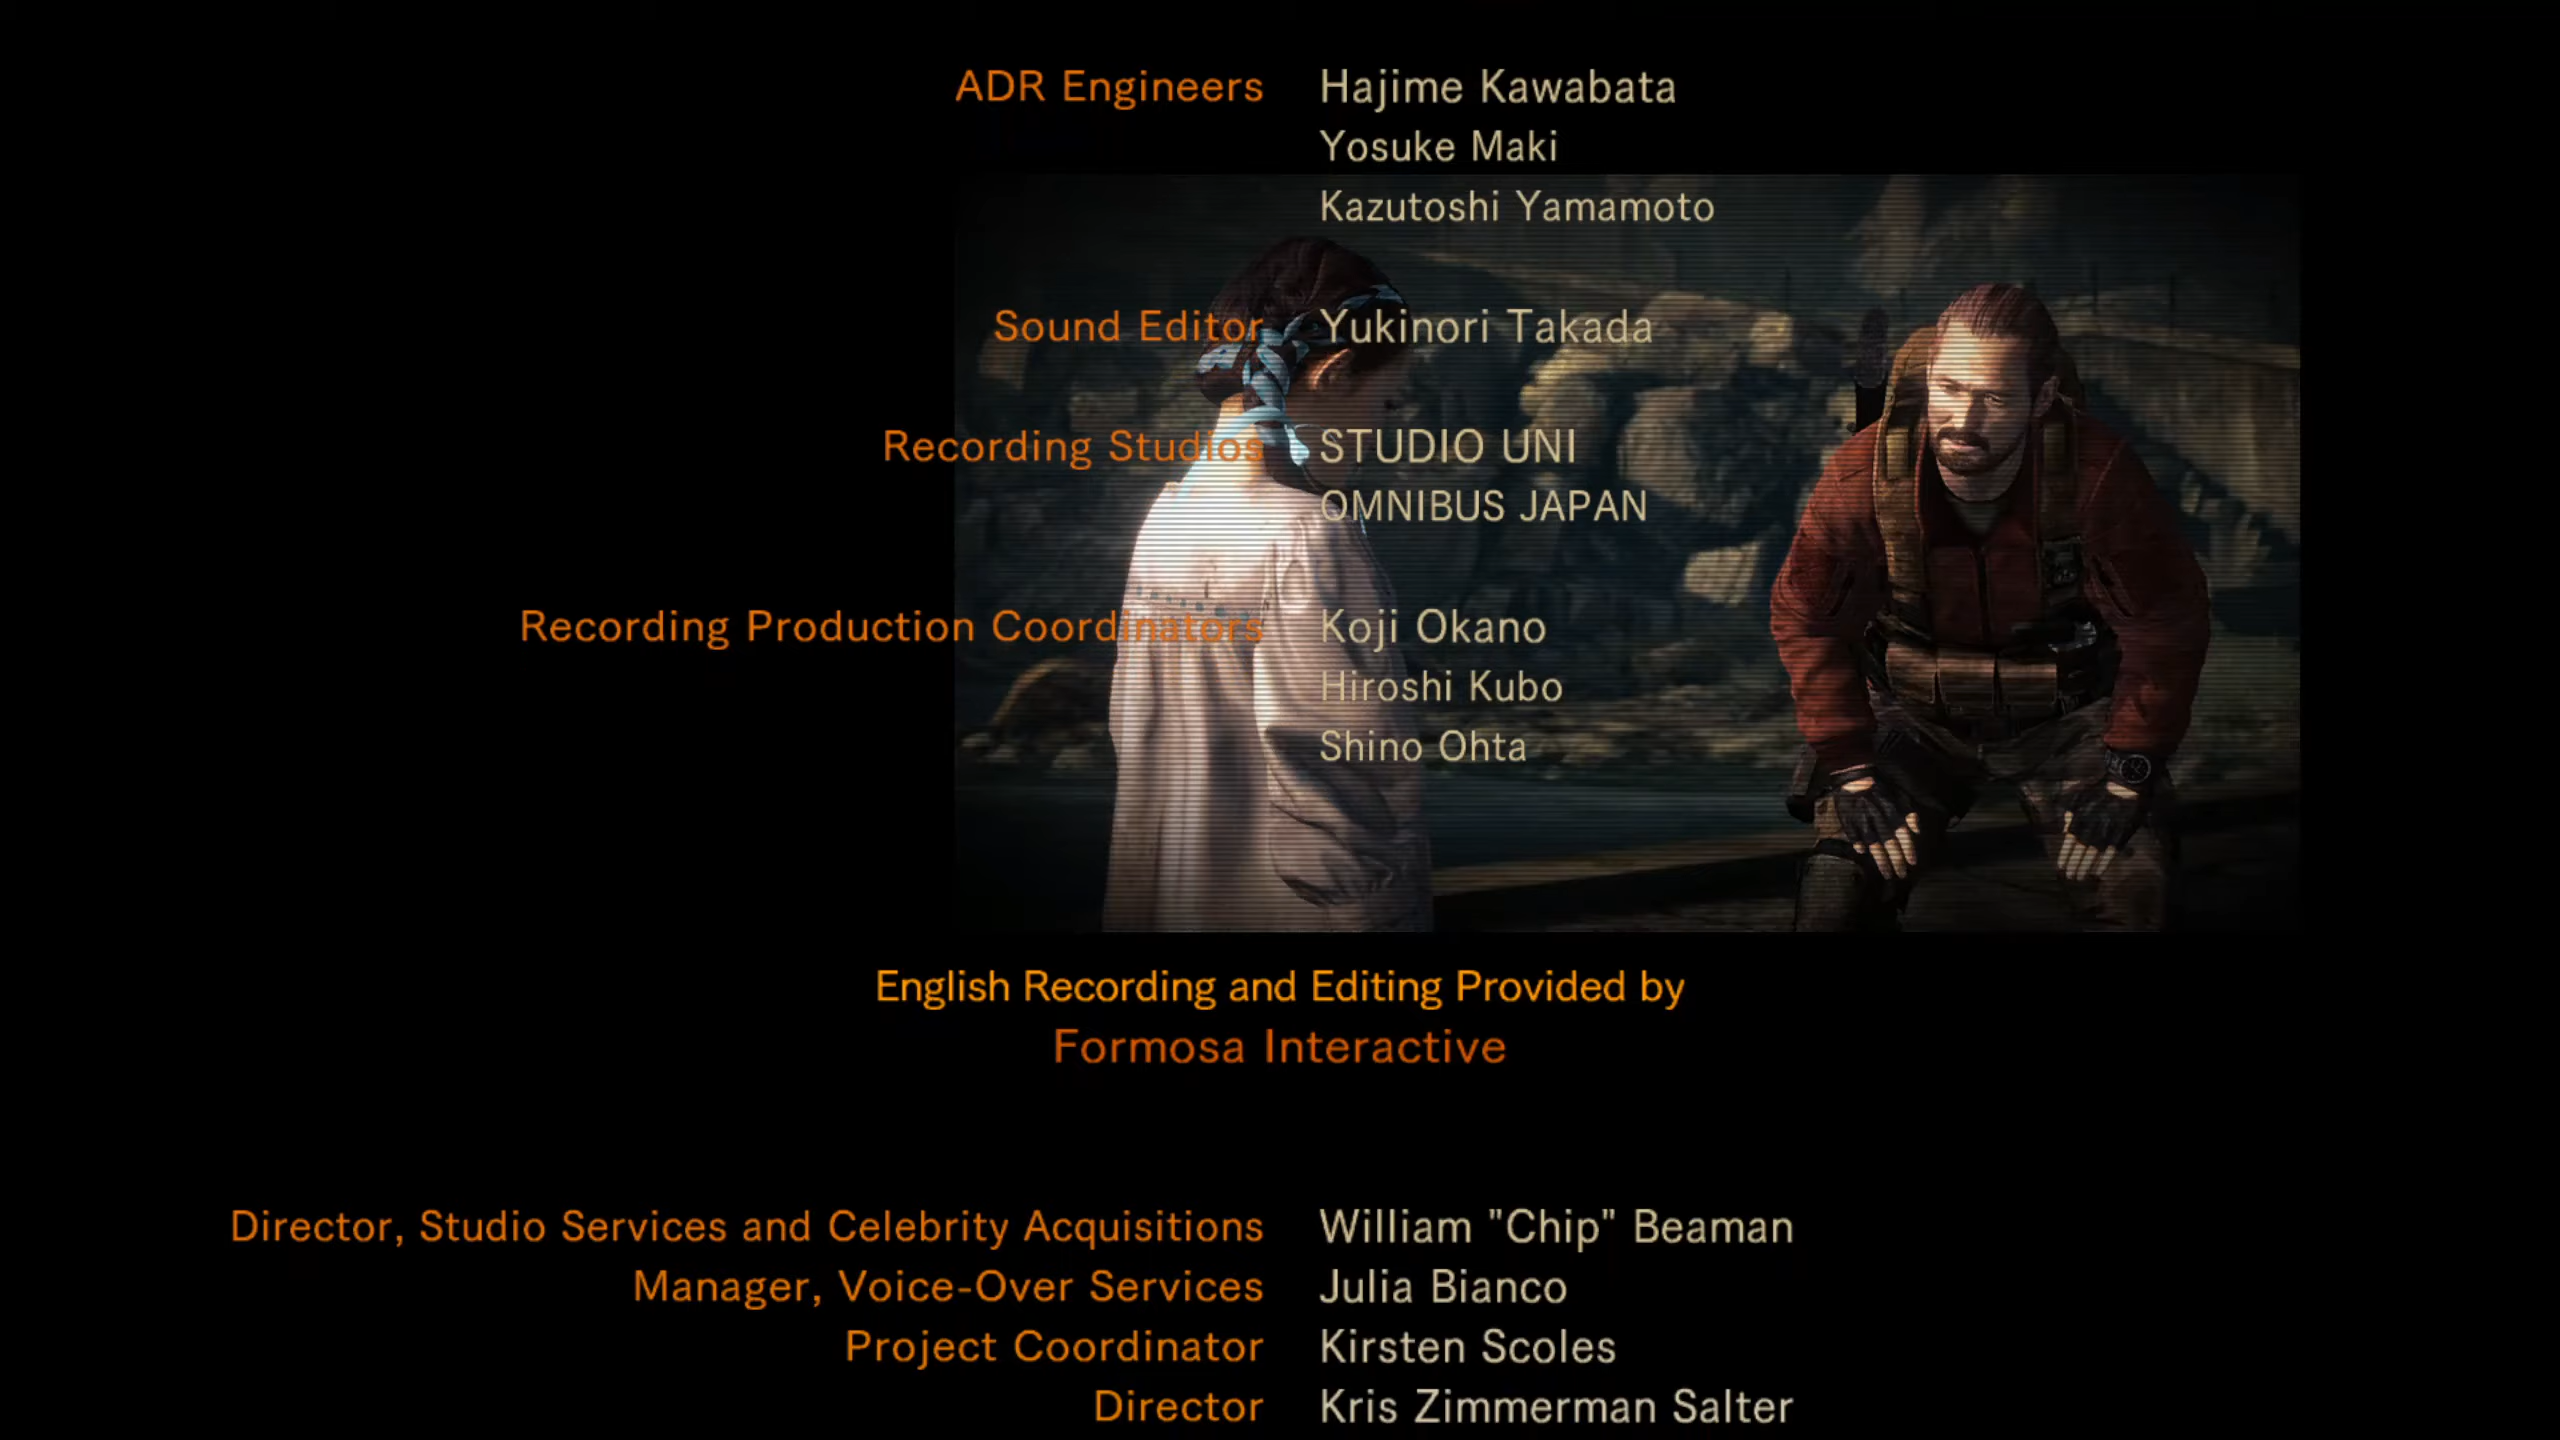 ADR Engineers Hajime Kawabata
Yosuke Maki
Kazutoshi Yamamoto
Sound Editor Yukinori Takada
Recording Studios STUDIO UNI
OMNIBUS JAPAN
Recording Production Coordinators Koji Okano
Hiroshi Kubo
Shino Ohta
English Recording and Editing Provided by
Formosa Interactive
Director, Studio Services and Celebrity Acquisitions William "Chip" Beaman
Manager, Voice-Over Services Julia Bianco
Project Coordinator Kirsten Scoles
Director Kris Zimmerman Salter